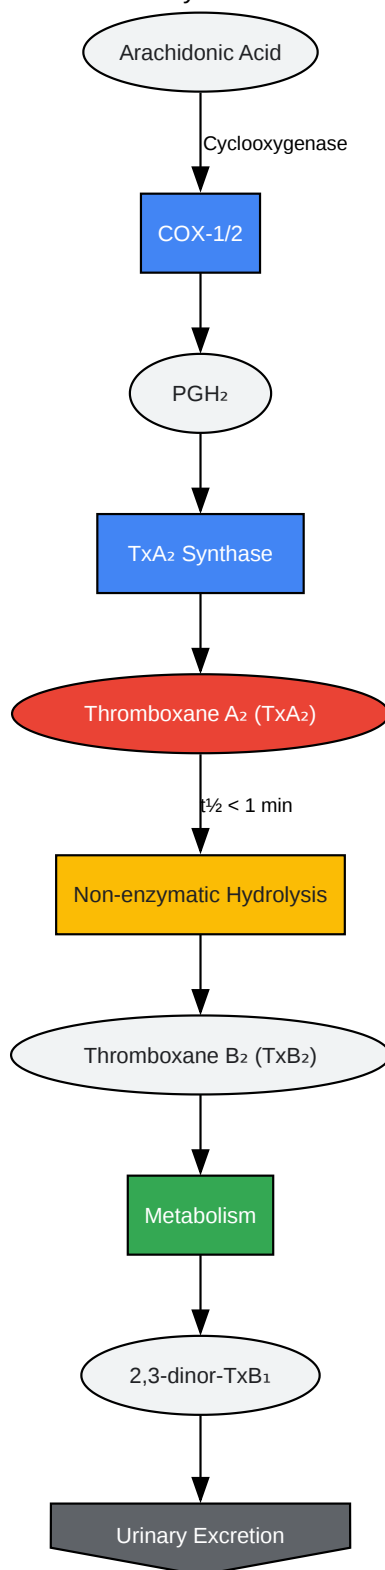 Arachidonic Acid
Cyclooxygenase
COX-1/2
PGH₂
TxA₂ Synthase
Thromboxane A₂ (TxA₂)
t½ < 1 min
Non-enzymatic Hydrolysis
Thromboxane B₂ (TxB₂)
Metabolism
2,3-dinor-TxB₁
Urinary Excretion